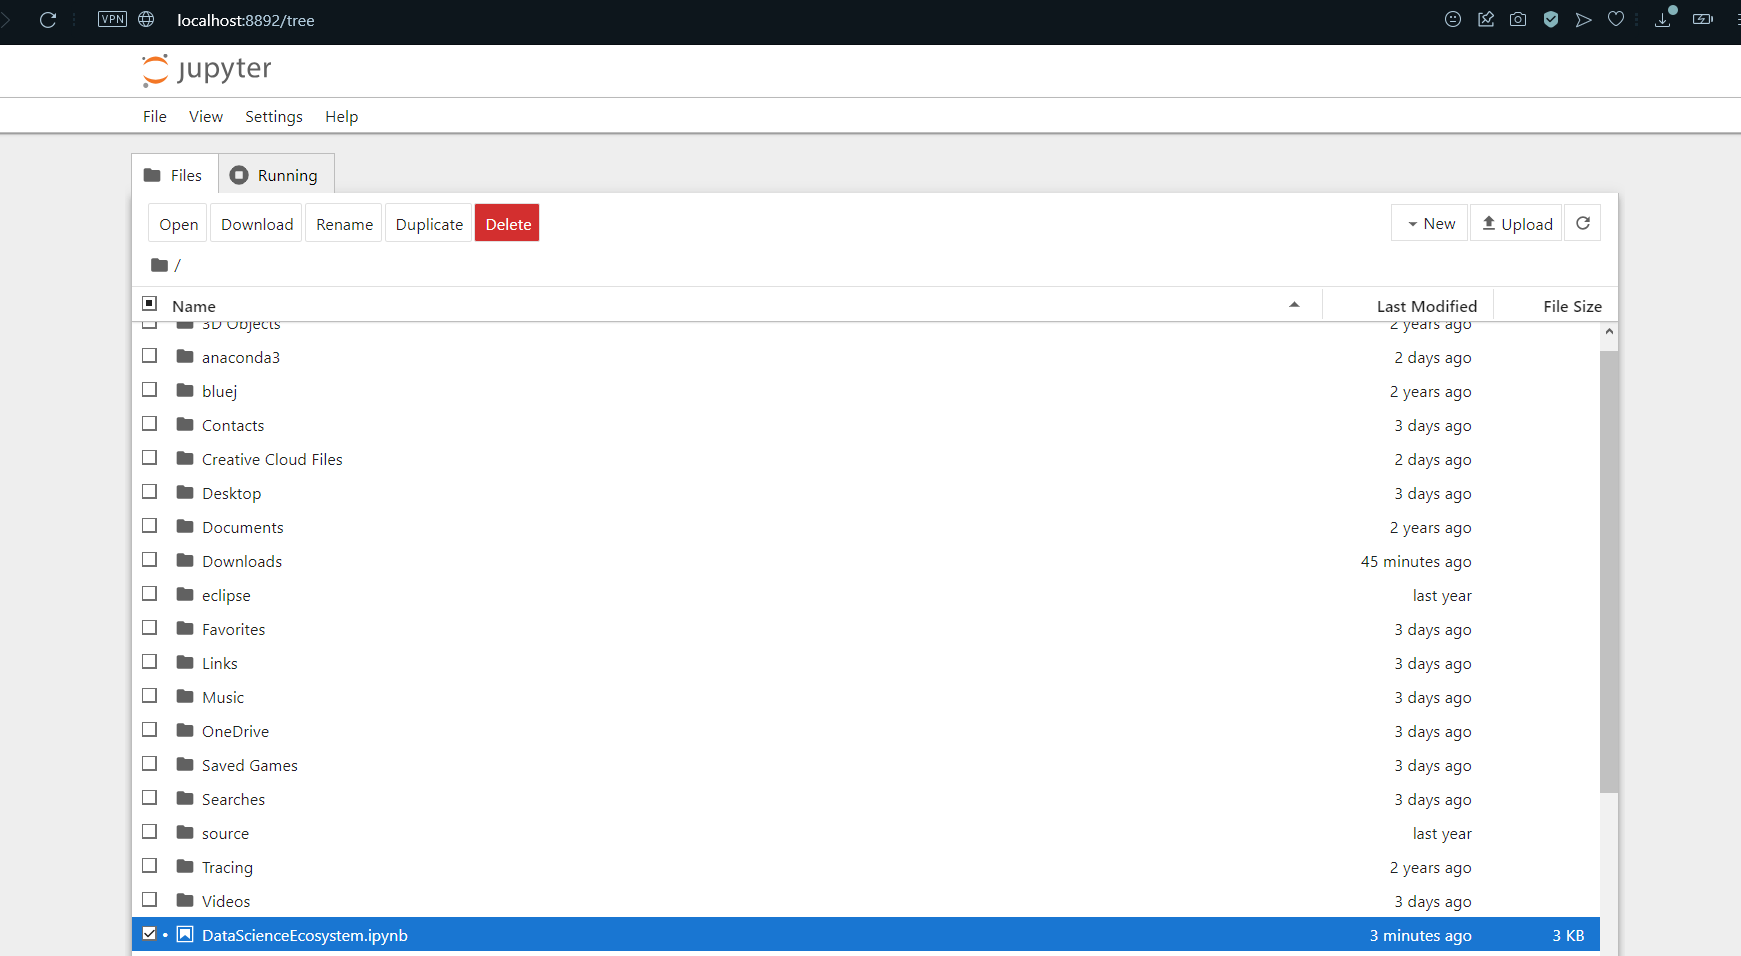 VPN localhost:8892/tree
jupyter
File View Settings Help
Files Running
Open Download Rename Duplicate Delete New Upload
/
Name Last Modified File Size
3D Objects 2 years ago
anaconda3 2 days ago
bluej 2 years ago
Contacts 3 days ago
Creative Cloud Files 2 days ago
Desktop 3 days ago
Documents 2 years ago
Downloads 45 minutes ago
eclipse last year
Favorites 3 days ago
Links 3 days ago
Music 3 days ago
OneDrive 3 days ago
Saved Games 3 days ago
Searches 3 days ago
source last year
Tracing 2 years ago
Videos 3 days ago
DataScienceEcosystem.ipynb 3 minutes ago 3 KB